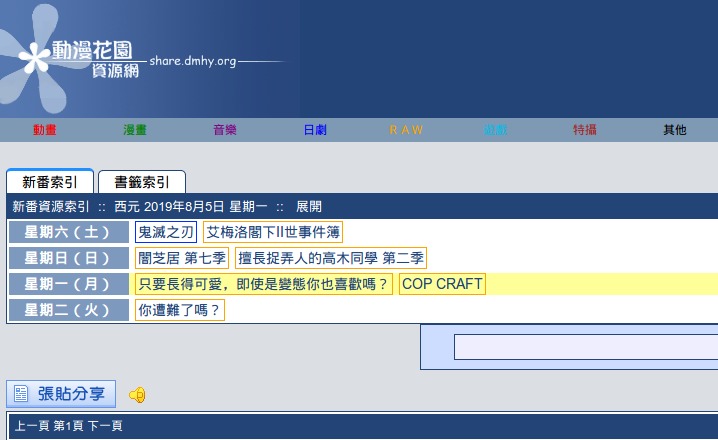 動漫花園
資源網
share.dmhy.org
動畫 漫畫 音樂 日劇 RAW 遊戲 特攝 其他
新番索引 書籤索引
新番資源索引 :: 西元 2019年8月5日 星期一 :: 展開
星期六（土） 鬼滅之刃 艾梅洛閣下II世事件簿
星期日（日） 闇芝居 第七季 擅長捉弄人的高木同學 第二季
星期一（月） 只要長得可愛，即使是變態你也喜歡嗎？ COP CRAFT
星期二（火） 你遭難了嗎？
張貼分享
上一頁 第1頁 下一頁